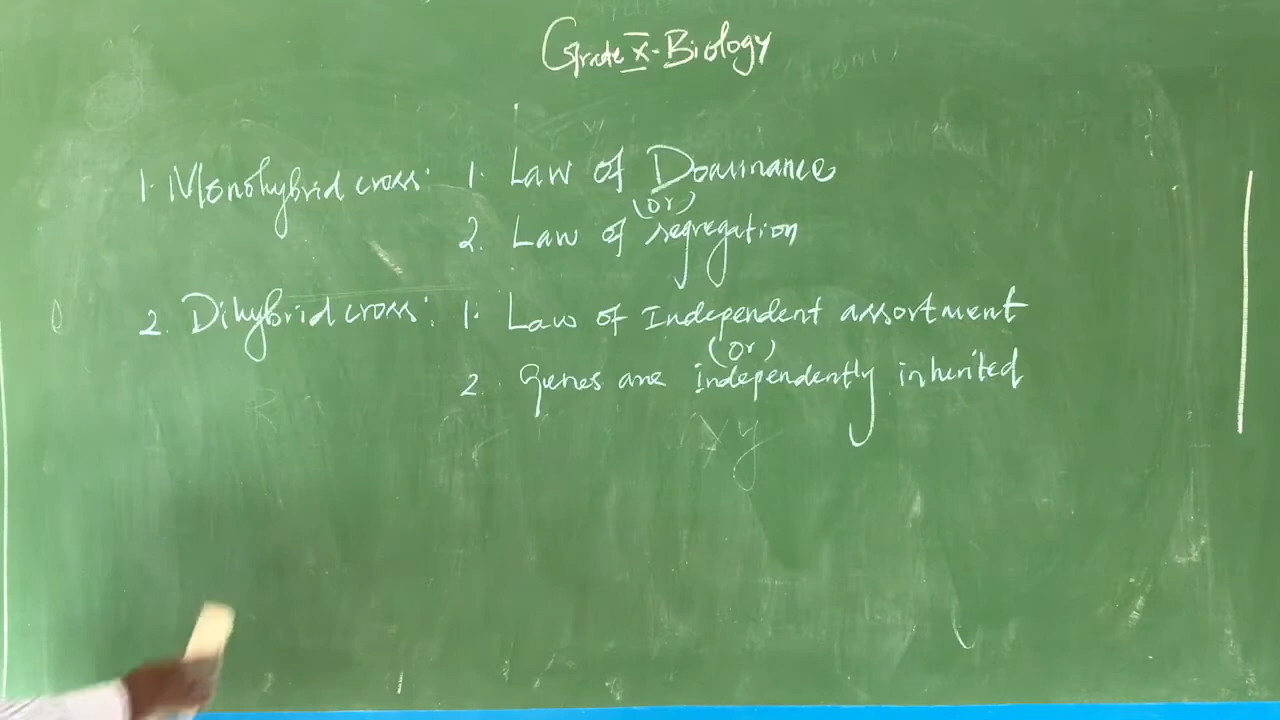 Grade X - Biology
1. Monohybrid cross: 1. Law of Dominance
(or)
2. Law of segregation
2. Dihybrid cross: 1. Law of Independent assortment
(or)
2. Genes are independently inherited